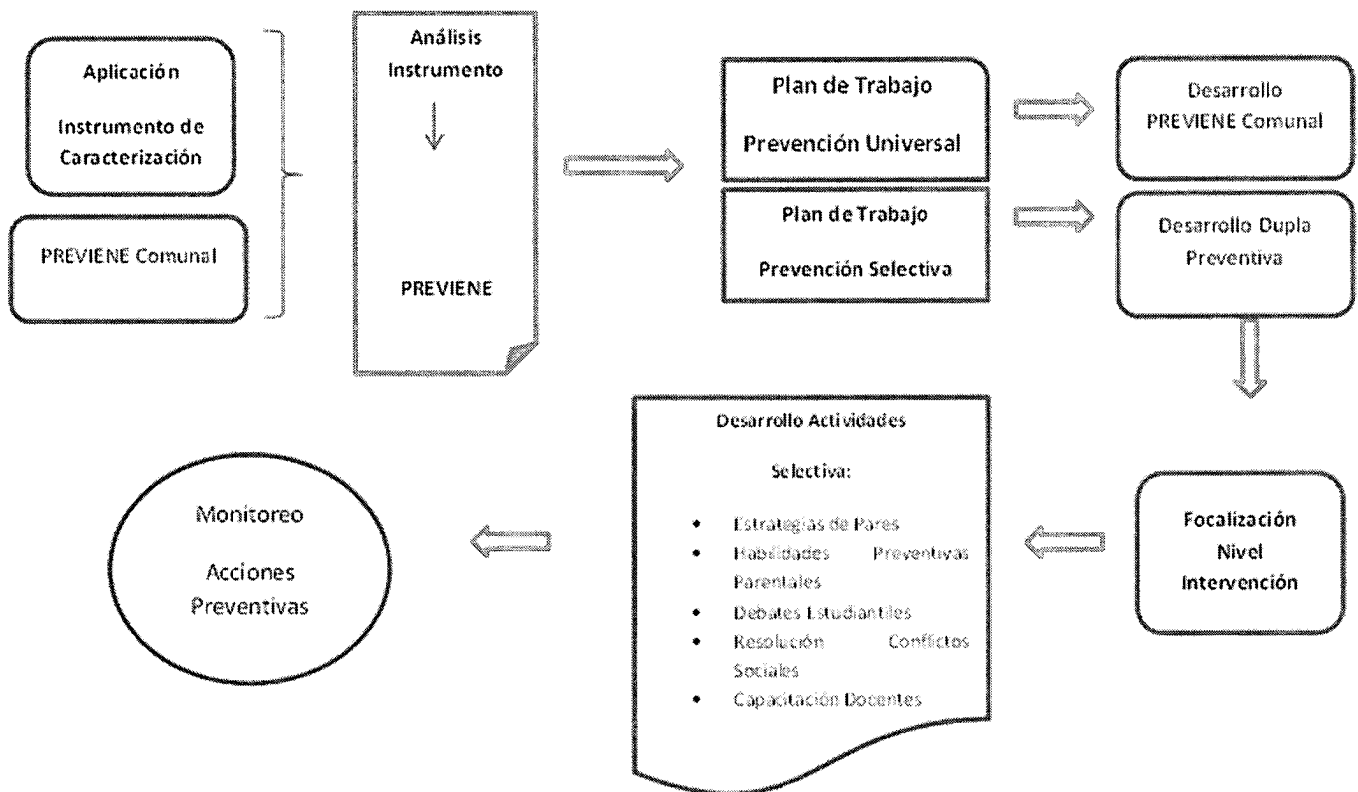 Aplicación
Instrumento de
Caracterización
PREVIENE Comunal
Análisis
Instrumento
PREVIENE
Plan de Trabajo
Prevención Universal
Plan de Trabajo
Prevención Selectiva
Desarrollo
PREVIENE Comunal
Desarrollo Dupla
Preventiva
Focalización
Nivel
Intervención
Desarrollo Actividades
Selectiva:
• Estrategias de Pares
• Habilidades Preventivas
Parentales
• Debates Estudiantiles
• Resolución Conflictos
Sociales
• Capacitación Docentes
Monitoreo
Acciones
Preventivas